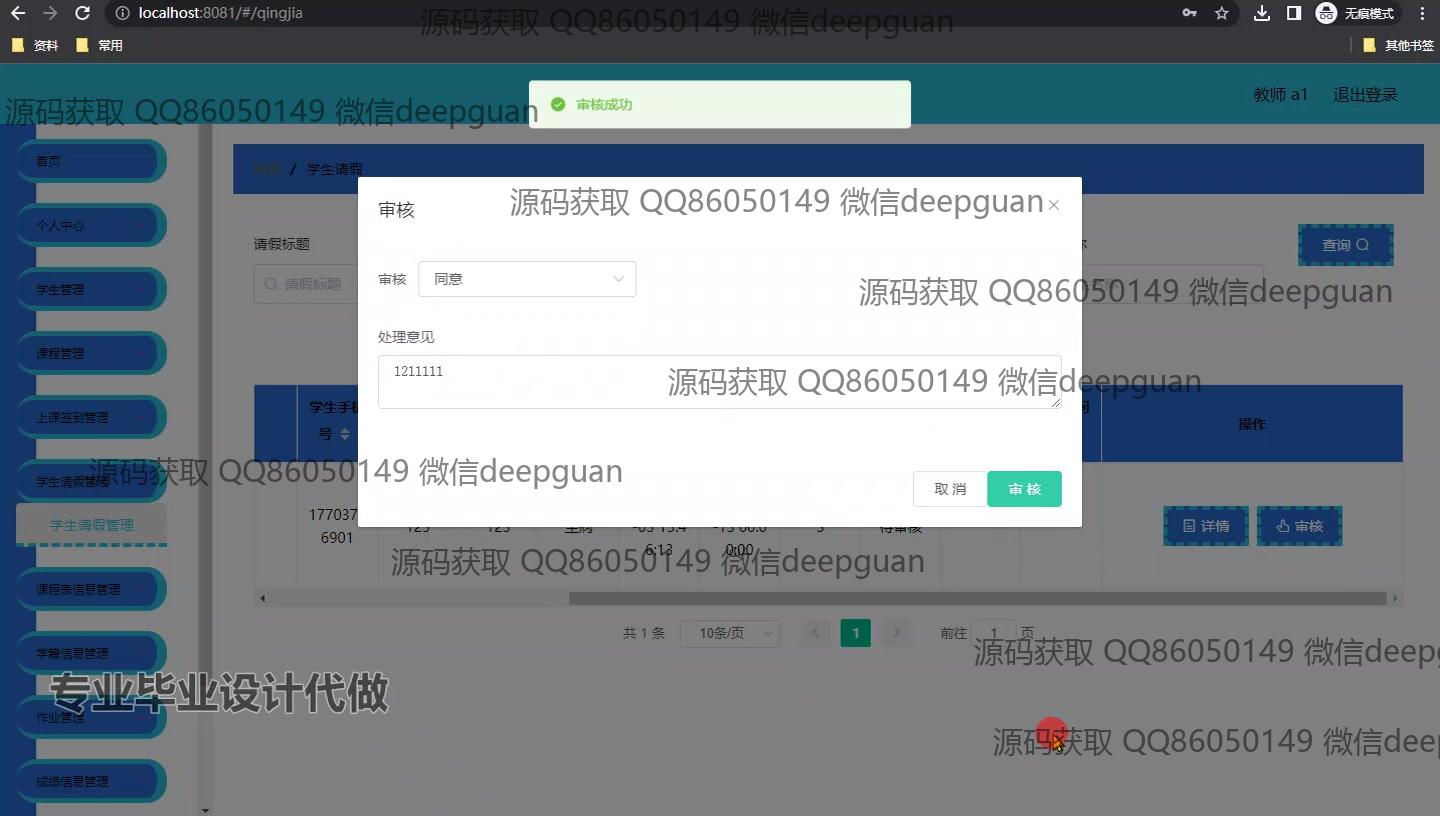 localhost:8081/#/qingjia
无痕模式
资料
常用
其他书签
源码获取 QQ86050149 微信deepguan
审核成功
教师 a1
退出登录
源码获取 QQ86050149 微信deepguan
首页
个人中心
学生管理
课程管理
上课签到管理
学生请假管理
学生请假管理
课程表信息管理
学籍信息管理
作业管理
成绩信息管理
/ 学生请假
审核
源码获取 QQ86050149 微信deepguan
请假标题
请假标题
查询
审核
同意
源码获取 QQ86050149 微信deepguan
处理意见
1211111
源码获取 QQ86050149 微信deepguan
学生手机
号
操作
源码获取 QQ86050149 微信deepguan
取消
审核
177037
6901
123
123
6:13
0:00
待审核
详情
审核
源码获取 QQ86050149 微信deepguan
共 1 条
10条/页
1
前往
1
页
源码获取 QQ86050149 微信deepg
专业毕业设计代做
源码获取 QQ86050149 微信deep